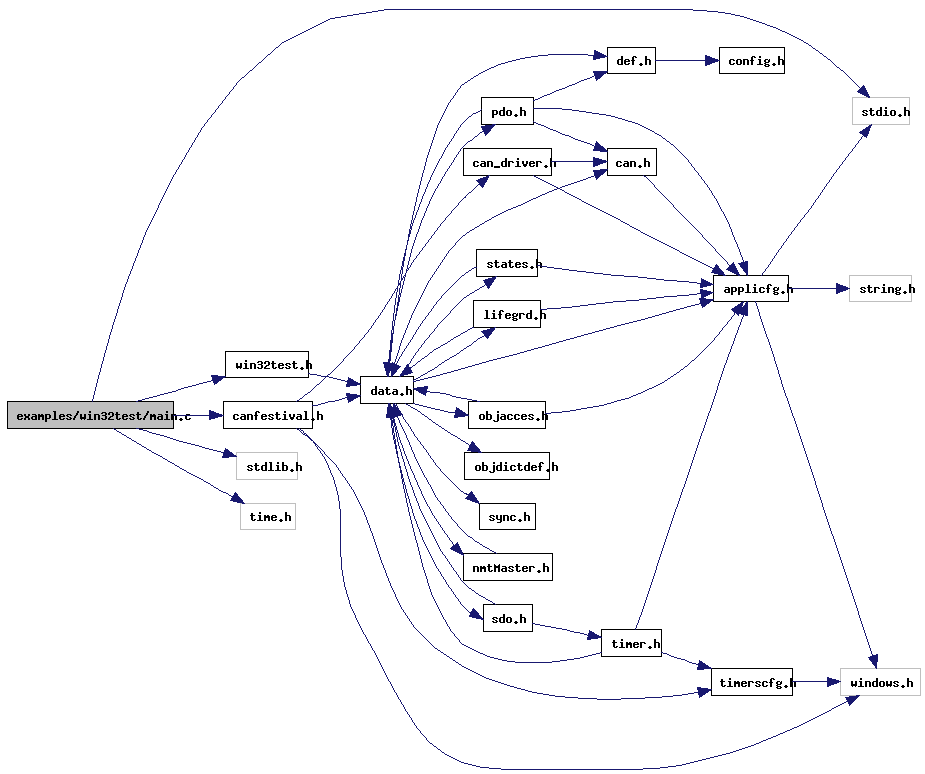 def.h
config.h
stdio.h
pdo.h
can_driver.h
can.h
states.h
applicfg.h
string.h
lifegrd.h
win32test.h
data.h
examples/win32test/main.c
canfestival.h
objacces.h
stdlib.h
objdictdef.h
time.h
sync.h
nmtMaster.h
sdo.h
timer.h
timerscfg.h
windows.h